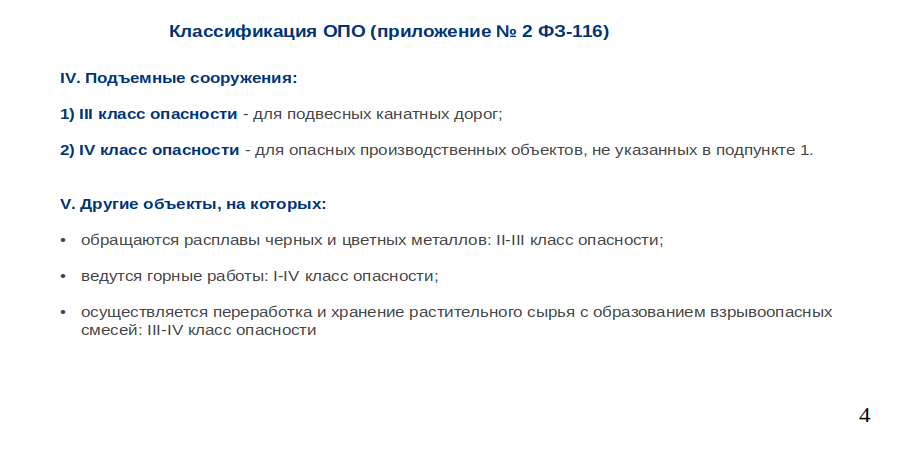 Классификация ОПО (приложение № 2 ФЗ-116)
IV. Подъемные сооружения:
1) III класс опасности - для подвесных канатных дорог;
2) IV класс опасности - для опасных производственных объектов, не указанных в подпункте 1.
V. Другие объекты, на которых:
• обращаются расплавы черных и цветных металлов: II-III класс опасности;
• ведутся горные работы: I-IV класс опасности;
• осуществляется переработка и хранение растительного сырья с образованием взрывоопасных
смесей: III-IV класс опасности
4